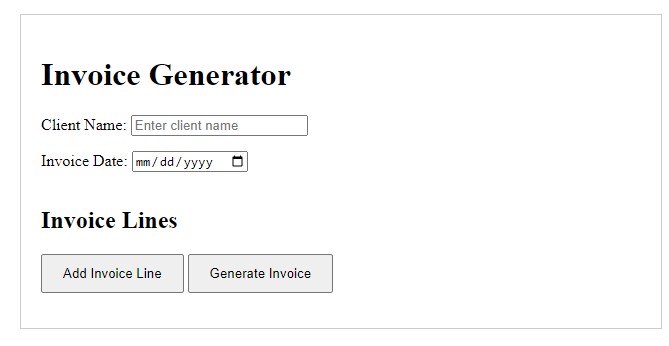 Invoice Generator
Client Name: Enter client name
Invoice Date: mm/dd/yyyy
Invoice Lines
Add Invoice Line Generate Invoice